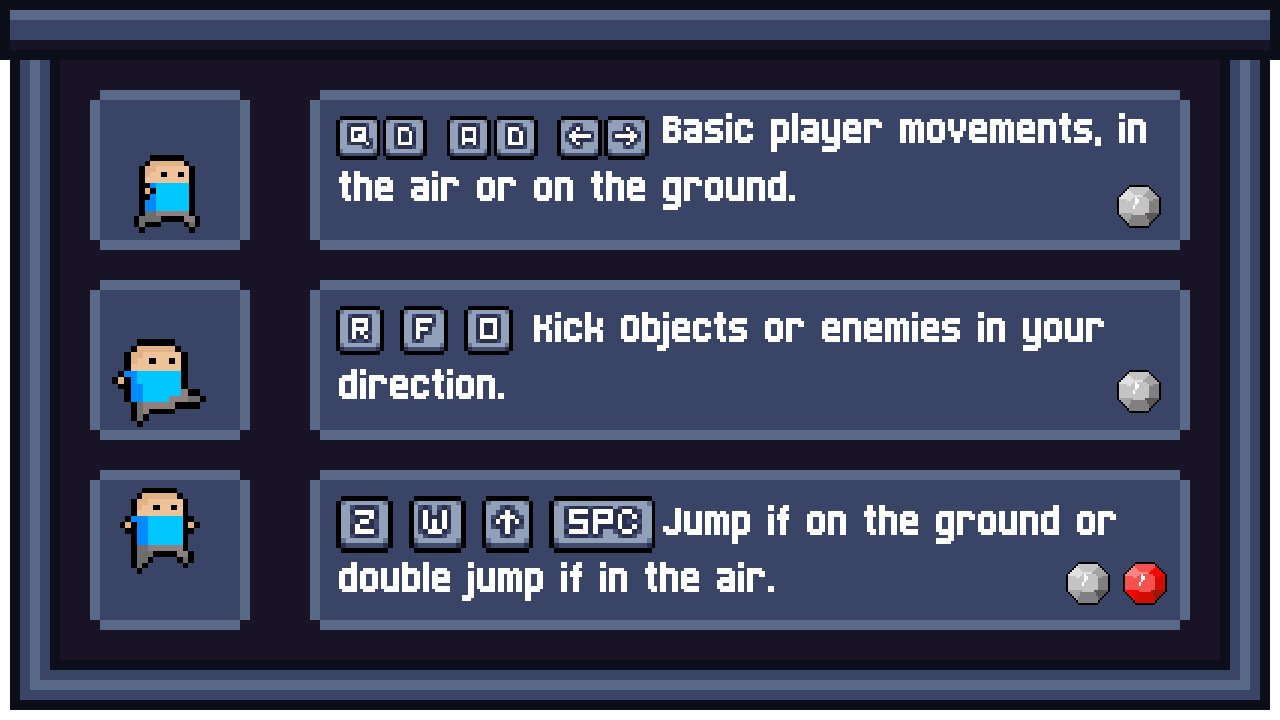 Q D A D ← → Basic player movements, in
the air or on the ground.
R F O Kick Objects or enemies in your
direction.
Z W ↑ SPC Jump if on the ground or
double jump if in the air.